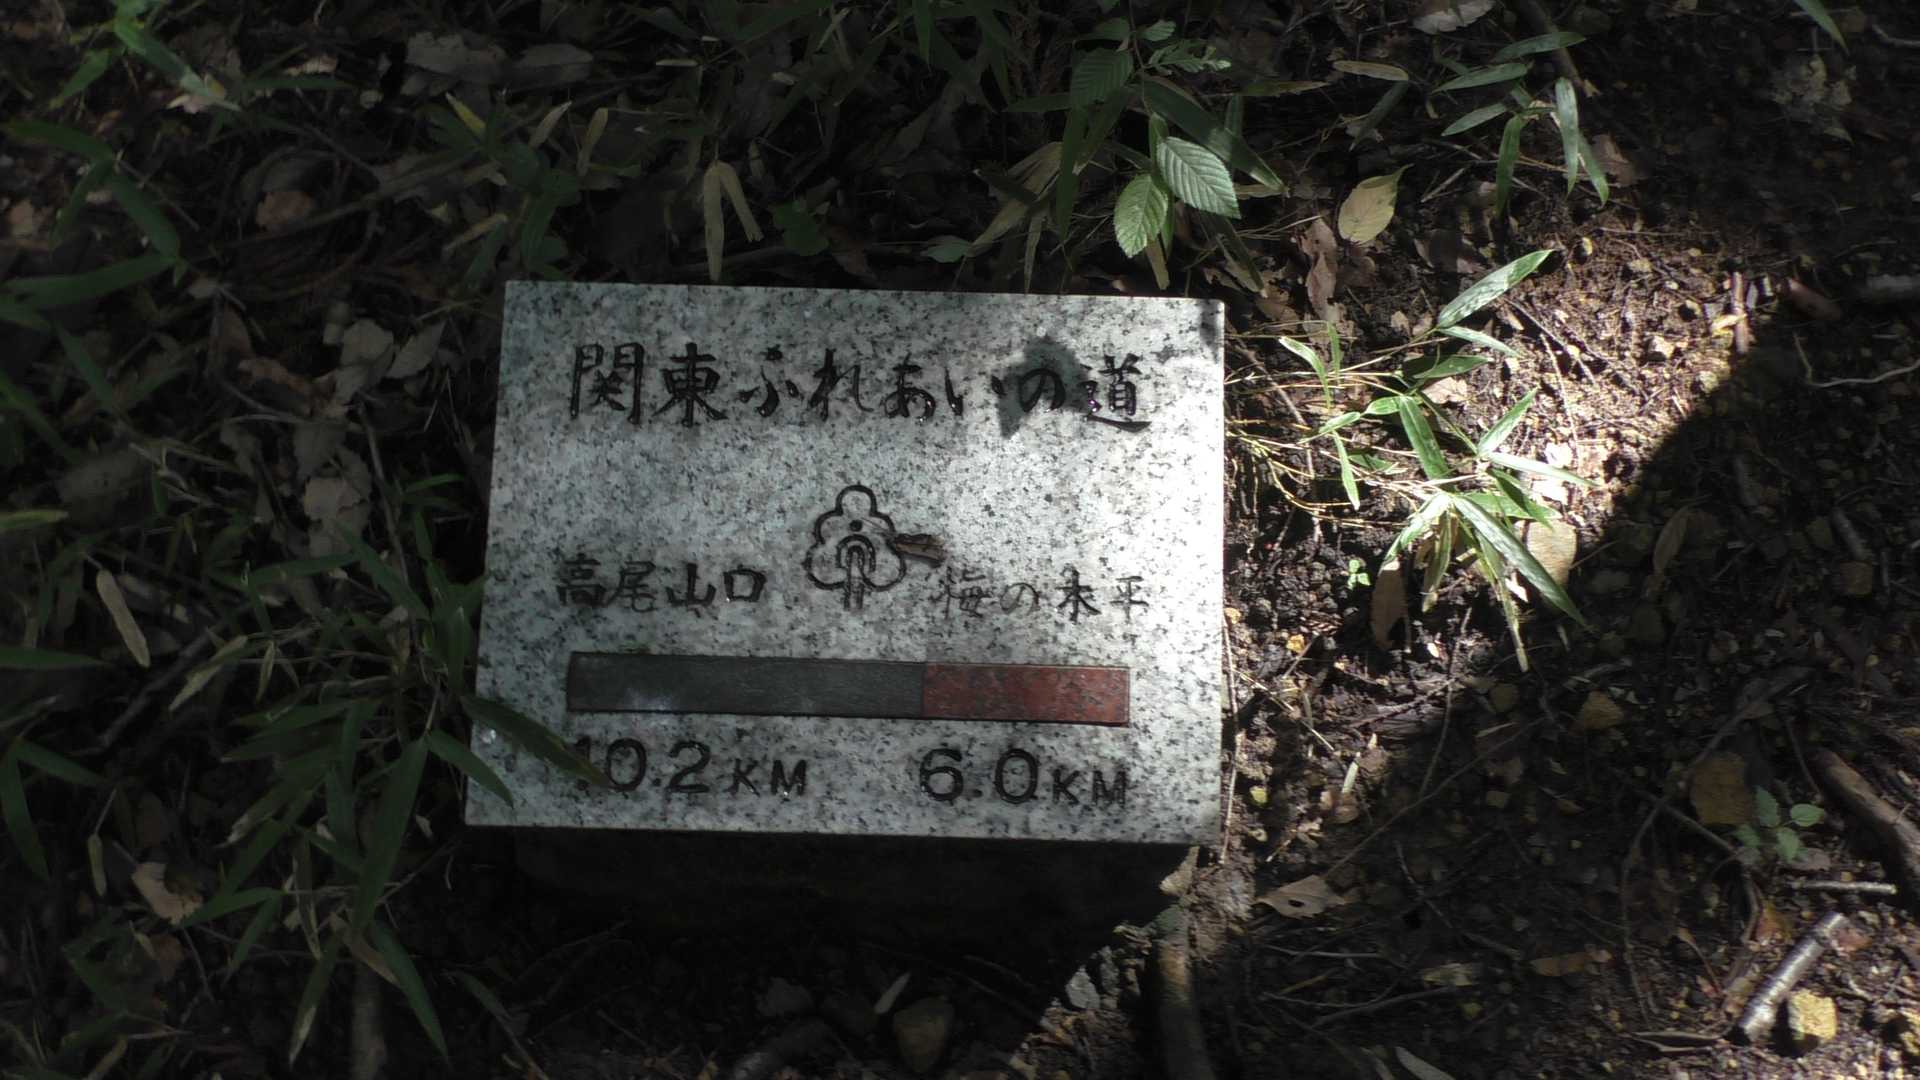 関東ふれあいの道
高尾山口 梅の木平
10.2KM 6.0KM